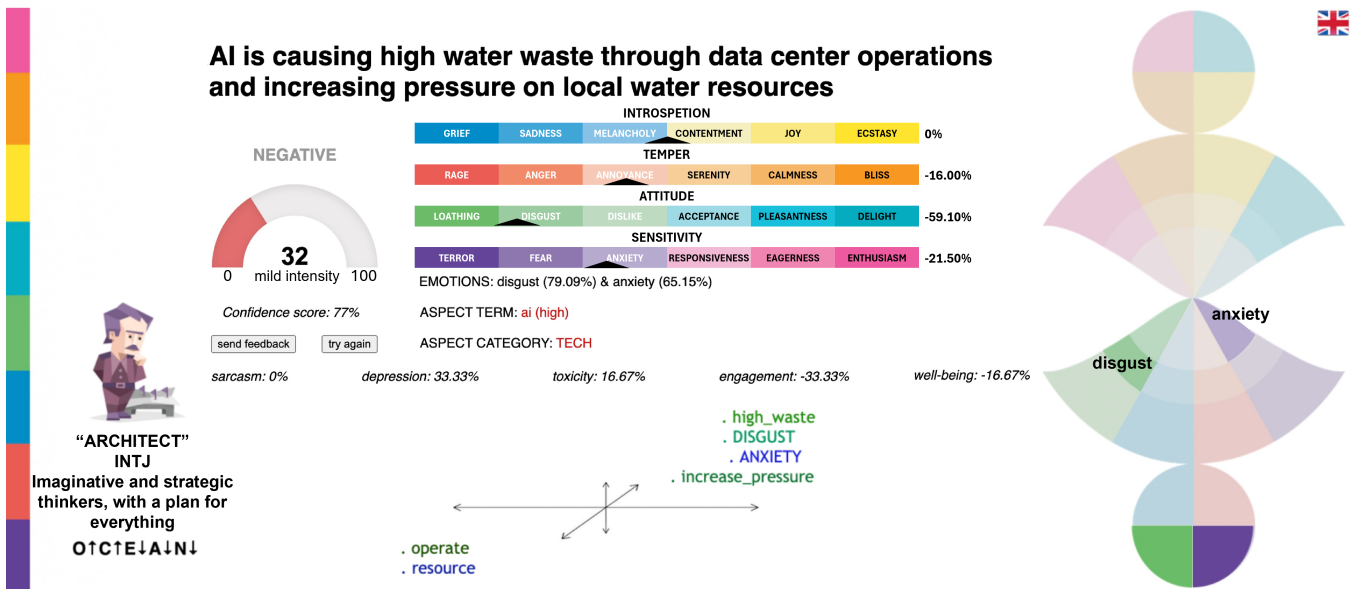 AI is causing high water waste through data center operations
and increasing pressure on local water resources
INTROSPETION
GRIEF SADNESS MELANCHOLY CONTENTMENT JOY ECSTASY 0%
TEMPER
RAGE ANGER ANNOYANCE SERENITY CALMNESS BLISS -16.00%
ATTITUDE
LOATHING DISGUST DISLIKE ACCEPTANCE PLEASANTNESS DELIGHT -59.10%
SENSITIVITY
TERROR FEAR ANXIETY RESPONSIVENESS EAGERNESS ENTHUSIASM -21.50%
NEGATIVE
32
0 mild intensity 100
EMOTIONS: disgust (79.09%) & anxiety (65.15%)
Confidence score: 77%
ASPECT TERM: ai (high)
send feedback try again
ASPECT CATEGORY: TECH
sarcasm: 0% depression: 33.33% toxicity: 16.67% engagement: -33.33% well-being: -16.67%
anxiety
disgust
"ARCHITECT"
INTJ
Imaginative and strategic
thinkers, with a plan for
everything
O↑C↑E↓A↓N↓
. high_waste
. DISGUST
. ANXIETY
. increase_pressure
. operate
. resource